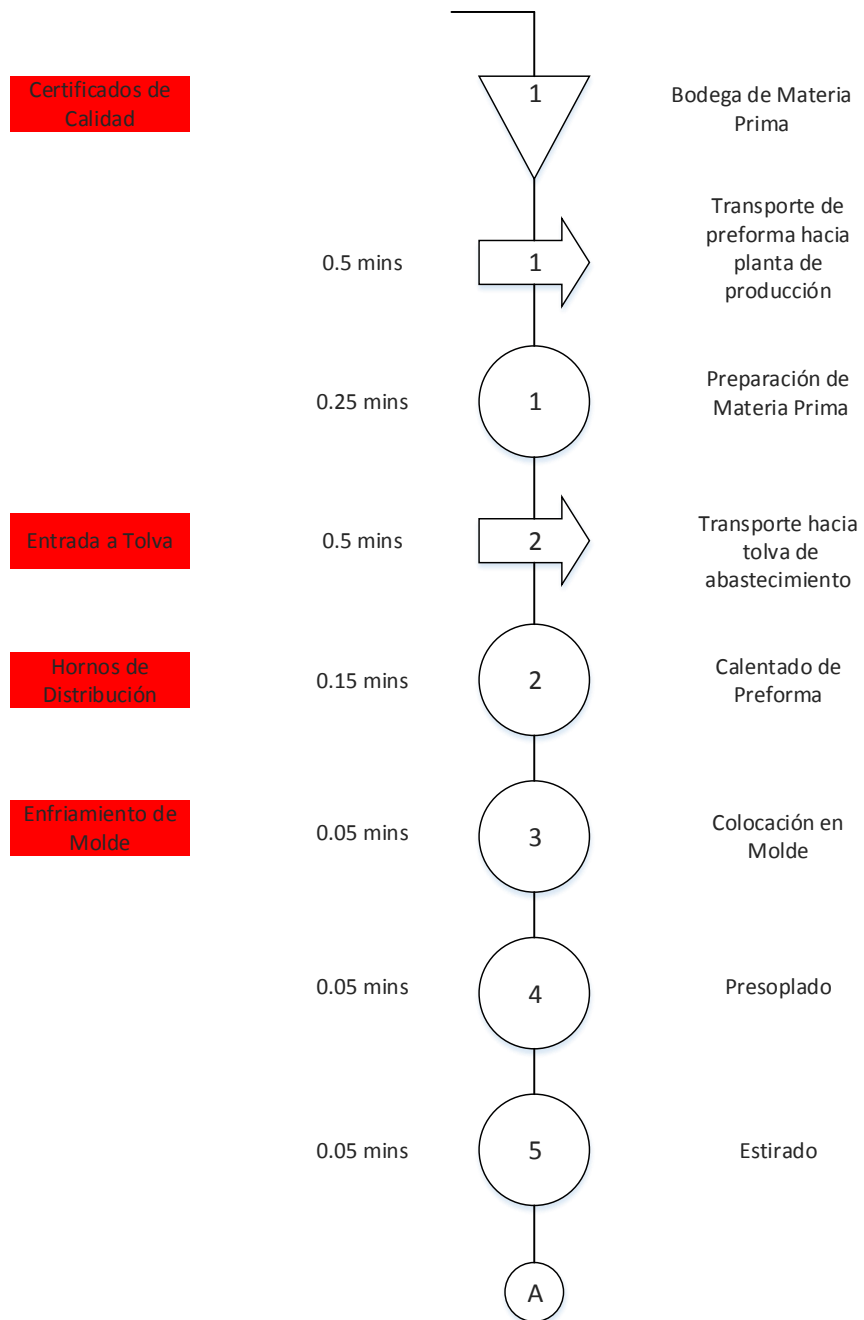 Certificados de
Calidad
1
Bodega de Materia
Prima
0.5 mins
1
Transporte de
preforma hacia
planta de
producción
0.25 mins
1
Preparación de
Materia Prima
Entrada a Tolva
0.5 mins
2
Transporte hacia
tolva de
abastecimiento
Hornos de
Distribución
0.15 mins
2
Calentado de
Preforma
Enfriamiento de
Molde
0.05 mins
3
Colocación en
Molde
0.05 mins
4
Presoplado
0.05 mins
5
Estirado
A